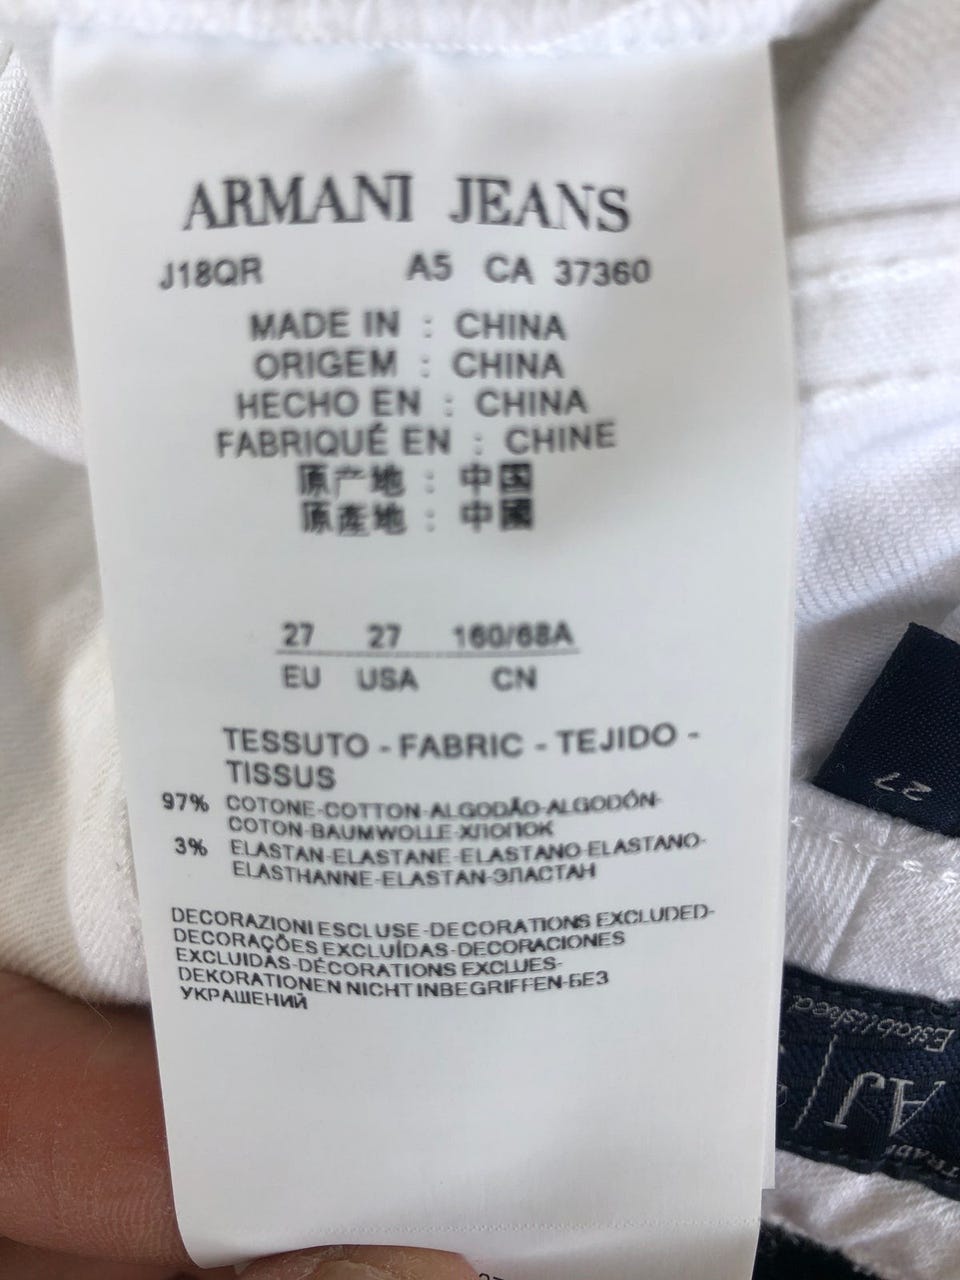 ARMANI JEANS
J18QR A5 CA 37360
MADE IN : CHINA
ORIGEM : CHINA
HECHO EN : CHINA
FABRIQUÉ EN : CHINE
原产地 : 中国
原產地 : 中國
27 27 160/68A
EU USA CN
TESSUTO - FABRIC - TEJIDO -
TISSUS
97% COTONE-COTTON-ALGODÃO-ALGODÓN-
COTON-BAUMWOLLE-ХЛОПОК
3% ELASTAN-ELASTANE-ELASTANO-ELASTANO-
ELASTHANNE-ELASTAN-ЭЛАСТАН
DECORAZIONI ESCLUSE-DECORATIONS EXCLUDED-
DECORAÇÕES EXCLUÍDAS-DECORACIONES
EXCLUIDAS-DÉCORATIONS EXCLUES-
DEKORATIONEN NICHT INBEGRIFFEN-БЕЗ
УКРАШЕНИЙ
27
Established
AJ